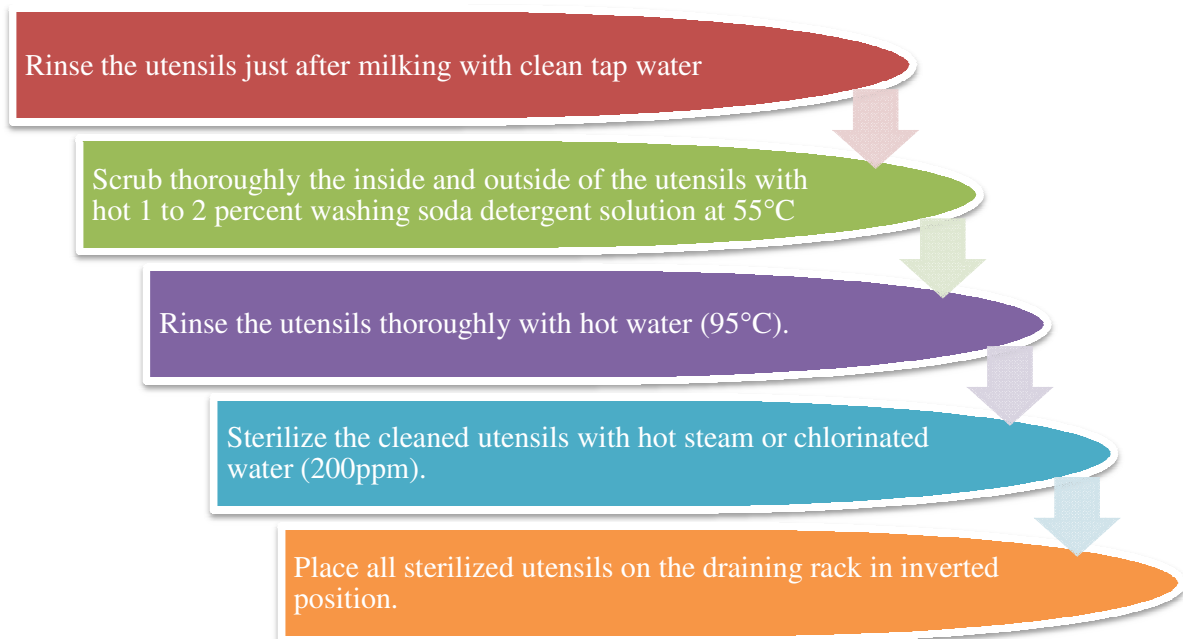 Rinse the utensils just after milking with clean tap water
Scrub thoroughly the inside and outside of the utensils with
hot 1 to 2 percent washing soda detergent solution at 55°C
Rinse the utensils thoroughly with hot water (95°C).
Sterilize the cleaned utensils with hot steam or chlorinated
water (200ppm).
Place all sterilized utensils on the draining rack in inverted
position.